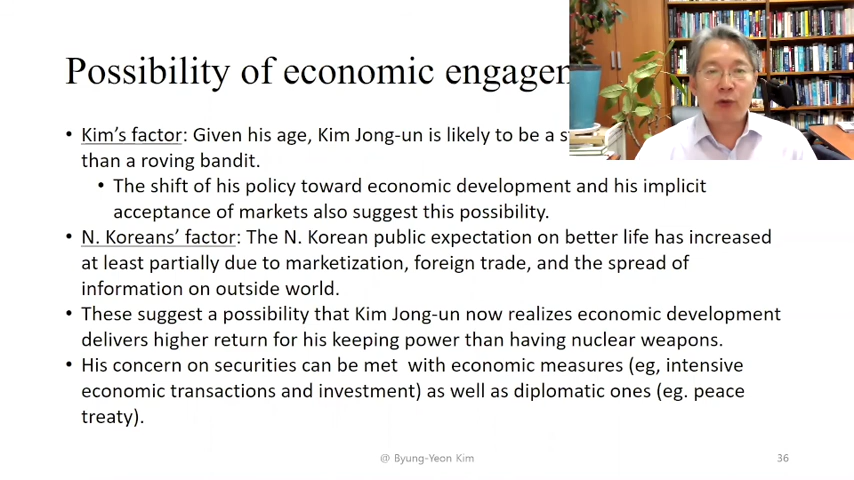 Possibility of economic
• Kim's factor: Given his age, Kim Jong-un is likely to be a
than a roving bandit.
• The shift of his policy toward economic development and his implicit
acceptance of markets also suggest this possibility.
• N. Koreans' factor: The N. Korean public expectation on better life has increased
at least partially due to marketization, foreign trade, and the spread of
information on outside world.
• These suggest a possibility that Kim Jong-un now realizes economic development
delivers higher return for his keeping power than having nuclear weapons.
• His concern on securities can be met with economic measures (eg, intensive
economic transactions and investment) as well as diplomatic ones (eg. peace
treaty).
@ Byung-Yeon Kim
36